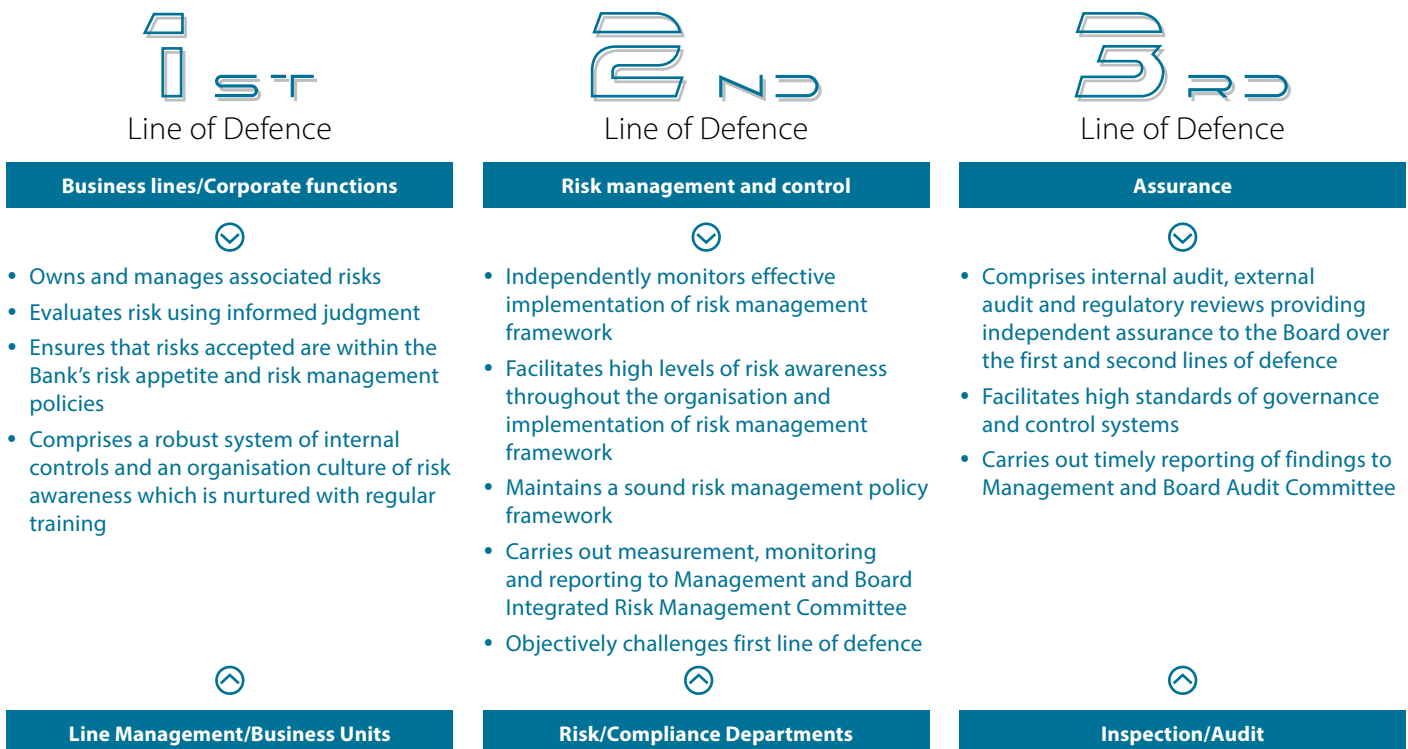 1ST
Line of Defence
Business lines/Corporate functions
• Owns and manages associated risks
• Evaluates risk using informed judgment
• Ensures that risks accepted are within the
Bank’s risk appetite and risk management
policies
• Comprises a robust system of internal
controls and an organisation culture of risk
awareness which is nurtured with regular
training
Line Management/Business Units
2ND
Line of Defence
Risk management and control
• Independently monitors effective
implementation of risk management
framework
• Facilitates high levels of risk awareness
throughout the organisation and
implementation of risk management
framework
• Maintains a sound risk management policy
framework
• Carries out measurement, monitoring
and reporting to Management and Board
Integrated Risk Management Committee
• Objectively challenges first line of defence
Risk/Compliance Departments
3RD
Line of Defence
Assurance
• Comprises internal audit, external
audit and regulatory reviews providing
independent assurance to the Board over
the first and second lines of defence
• Facilitates high standards of governance
and control systems
• Carries out timely reporting of findings to
Management and Board Audit Committee
Inspection/Audit